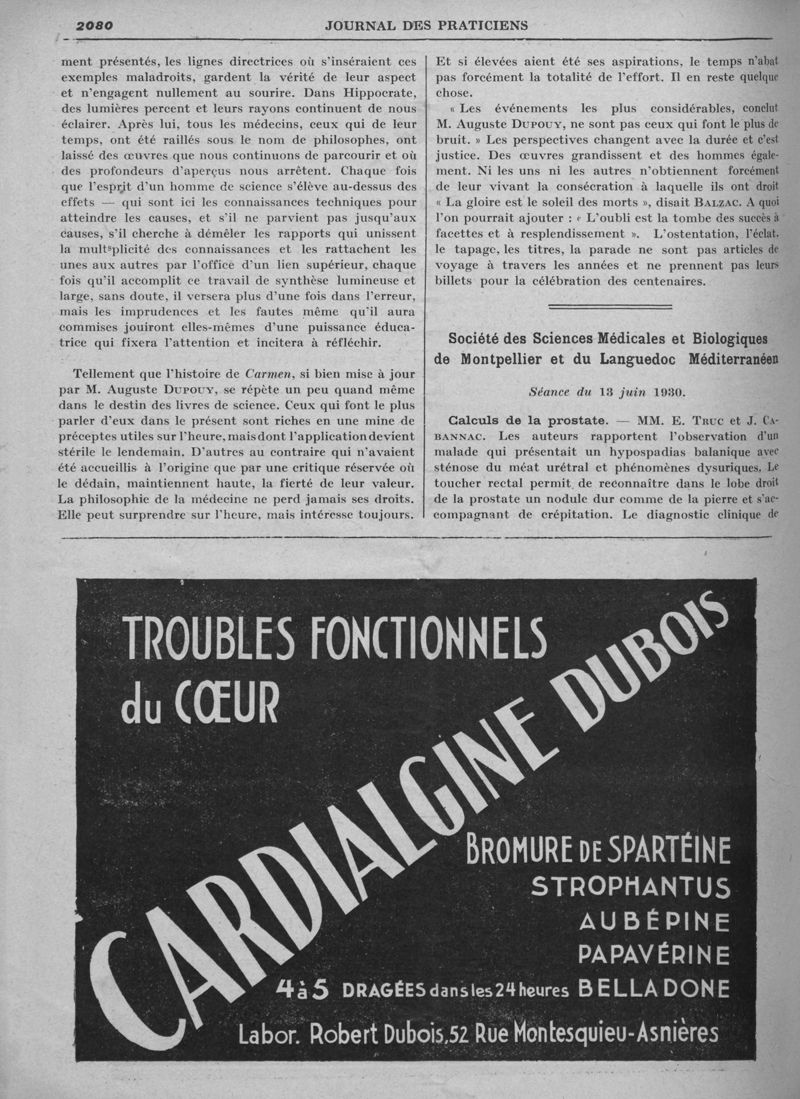 2080
JOURNAL DES PRATICIENS
ment présentés, les lignes directrices où s'inséraient ces
exemples maladroits, gardent la vérité de leur aspect
et n'engagent nullement au sourire. Dans Hippocrate,
des lumières percent et leurs rayons continuent de nous
éclairer. Après lui, tous les médecins, ceux qui de leur
temps, ont été raillés sous le nom de philosophes, ont
laissé des œuvres que nous continuons de parcourir et où
des profondeurs d'aperçus nous arrêtent. Chaque fois
que l'esprit d'un homme de science s'élève au-dessus des
effets — qui sont ici les connaissances techniques pour
atteindre les causes, et s'il ne parvient pas jusqu'aux
causes, s'il cherche à démêler les rapports qui unissent
la multsplicité des connaissances et les rattachent les
unes aux autres par l'office d'un lien supérieur, chaque
fois qu'il accomplit ce travail de synthèse lumineuse et
large, sans doute, il versera plus d'une fois dans l'erreur,
mais les imprudences et les fautes même qu'il aura
commises jouiront elles-mêmes d'une puissance éduca-
trice qui fixera l'attention et incitera à réfléchir.
Tellement que l'histoire de Carmen, si bien mise à jour
par M. Auguste DUPOUY, se répète un peu quand même
dans le destin des livres de science. Ceux qui font le plus
parler d'eux dans le présent sont riches en une mine de
préceptes utiles sur l'heure, mais dont l'application devient
stérile le lendemain. D'autres au contraire qui n'avaient
été accueillis à l'origine que par une critique réservée où
le dédain, maintiennent haute, la fierté de leur valeur.
La philosophie de la médecine ne perd jamais ses droits.
Elle peut surprendre sur l'heure, mais intéresse toujours.
Et si élevées aient été ses aspirations, le temps n'abat
pas forcément la totalité de l'effort. Il en reste quelque
chose.
« Les événements les plus considérables, conclut
M. Auguste DUPOUY, ne sont pas ceux qui font le plus de
bruit. » Les perspectives changent avec la durée et c'est
justice. Des œuvres grandissent et des hommes égale-
ment. Ni les uns ni les autres n'obtiennent forcément
de leur vivant la consécration à laquelle ils ont droit
« La gloire est le soleil des morts », disait BALZAC. A quoi
l'on pourrait ajouter : « L'oubli est la tombe des succès à
facettes et à resplendissement ». L'ostentation, l'éclat,
le tapage, les titres, la parade ne sont pas articles de
voyage à travers les années et ne prennent pas leurs
billets pour la célébration des centenaires.
Société des Sciences Médicales et Biologiques
de Montpellier et du Languedoc Méditerranéen
Séance du 13 juin 1930.
Calculs de la prostate. — MM. E. TRUC et J. CA-
BANNAC. Les auteurs rapportent l'observation d'un
malade qui présentait un hypospadias balanique avec
sténose du méat urétral et phénomènes dysuriques. Le
toucher rectal permit de reconnaître dans le lobe droit
de la prostate un nodule dur comme de la pierre et s'ac-
compagnant de crépitation. Le diagnostic clinique de
TROUBLES FONCTIONNELS
du CŒUR
CARDIALGINE DUBOIS
BROMURE DE SPARTÉINE
STROPHANTUS
AUBÉPINE
PAPAVÉRINE
4 à 5 DRAGÉES dans les 24 heures BELLADONE
Labor. Robert Dubois, 52 Rue Montesquieu-Asnières